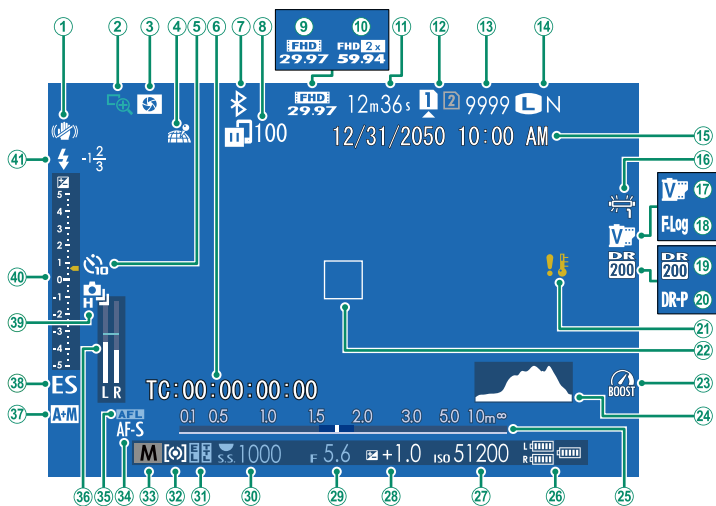 9 10
FHD FHD 2x
29.97 59.94
1 2 3 4 5 6 7 8 11 12 13 14
FHD 12m36s 1 2 9999 L N
29.97
100
12/31/2050 10:00 AM 15
41 -1 2/3
16
5
4
3
2
1
0
-1
-2
-3
-4
-5
10
40
H
39
1
V V 17
F-Log 18
DR 200 DR 200 19
DR-P 20
! 21
22
BOOST 23
24
L R
38 ES
37 A+M
TC:00:00:00:00
AFL
AF-S
0.1 0.5 1.0 1.5 2.0 3.0 5.0 10m ∞
M EF TL S.S. 1000 F 5.6 +1.0 ISO 51200 L R
36 35 34 33 32 31 30 29 28 27 26 25